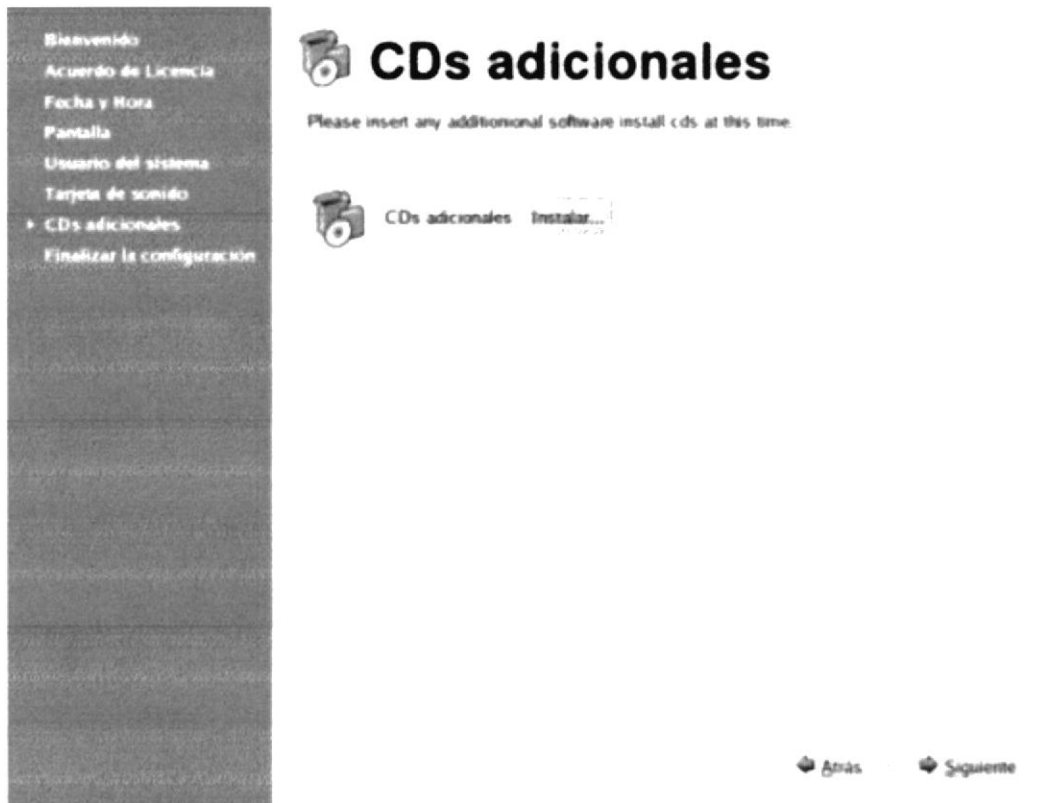 Bienvenido
Acuerdo de Licencia
Fecha y Hora
Pantalla
Usuario del sistema
Tarjeta de sonido
CDs adicionales
Finalizar la configuración
CDs adicionales
Please insert any additionional software install cds at this time.
CDs adicionales Instalar...
Atrás Siguiente